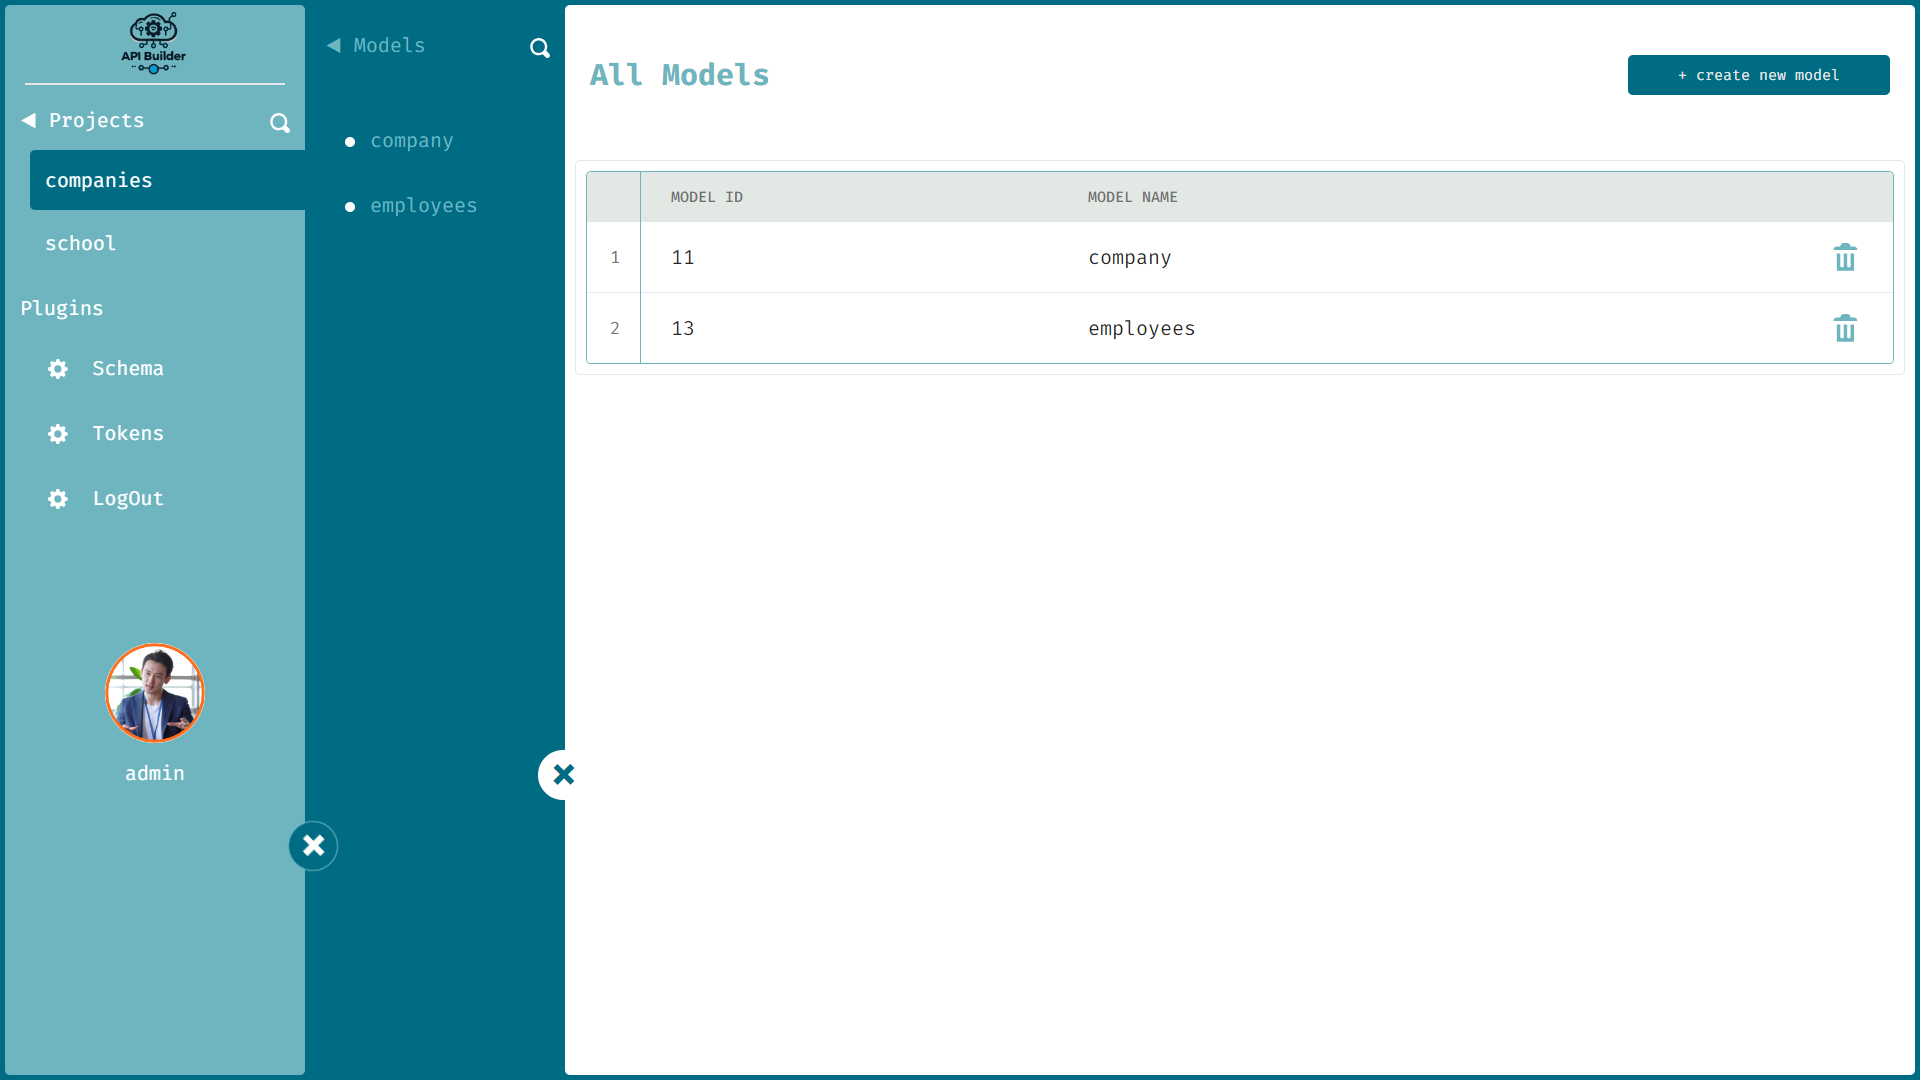 API Builder
Projects
companies
school
Plugins
Schema
Tokens
LogOut
admin
Models
company
employees
All Models
+ create new model
MODEL ID MODEL NAME
1 11 company
2 13 employees